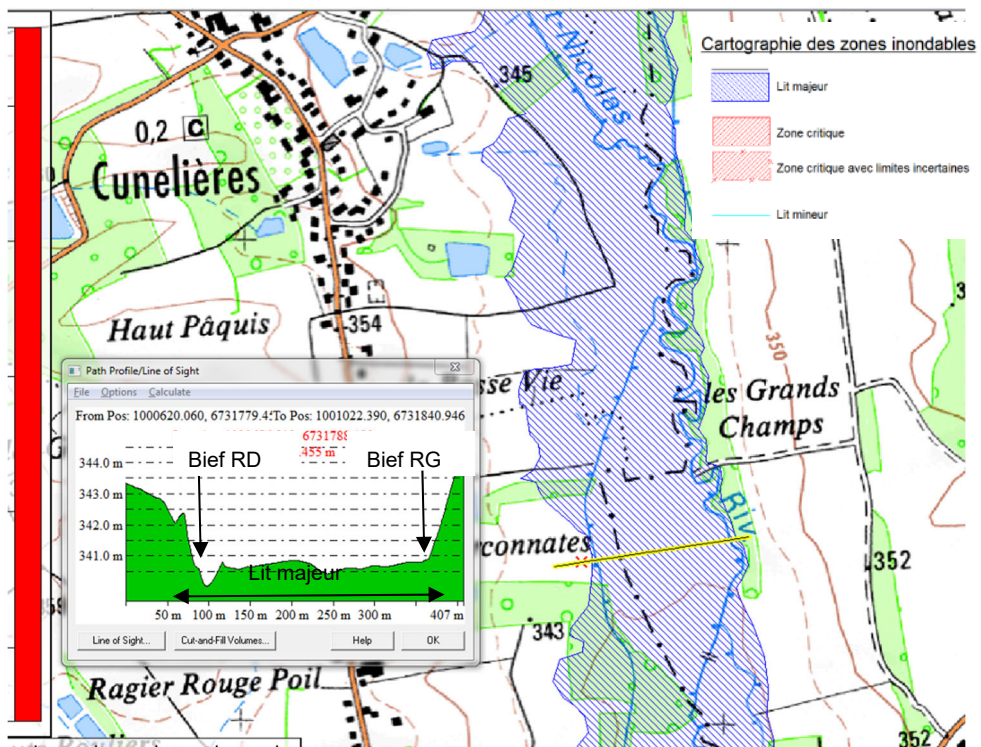 345
St-Nicolas
0,2 C
Cunelières
Haut Pâquis
354
350
les Grands
Champs
Riv
352
343
Ragier Rouge Poil
352
Cartographie des zones inondables
Lit majeur
Zone critique
Zone critique avec limites incertaines
Lit mineur
Path Profile/Line of Sight
File Options Calculate
From Pos: 1000620.060, 6731779.4
To Pos: 1001022.390, 6731840.946
Bief RD
Bief RG
344.0 m
343.0 m
342.0 m
341.0 m
Lit majeur
50 m 100 m 150 m 200 m 250 m 300 m 407 m
Line of Sight...
Cut-and-Fill Volumes...
Help
OK